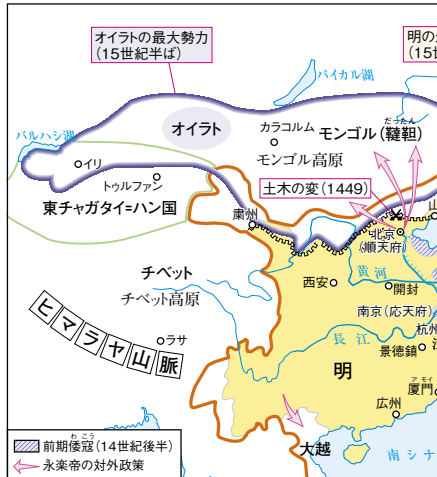 オイラトの最大勢力
(15世紀半ば)
明の
(15
バイカル湖
バルハシ湖
オイラト
カラコルム
だったん
モンゴル(韃靼)
モンゴル高原
イリ
トゥルファン
土木の変(1449)
東チャガタイ=ハン国
粛州
山
北京
(順天府)
黄河
チベット
チベット高原
西安
開封
南京(応天府)
杭州
ヒマラヤ山脈
ラサ
長江
景徳鎮
明
アモイ
厦門
広州
大越
南シナ
わこう
前期倭寇(14世紀後半)
永楽帝の対外政策